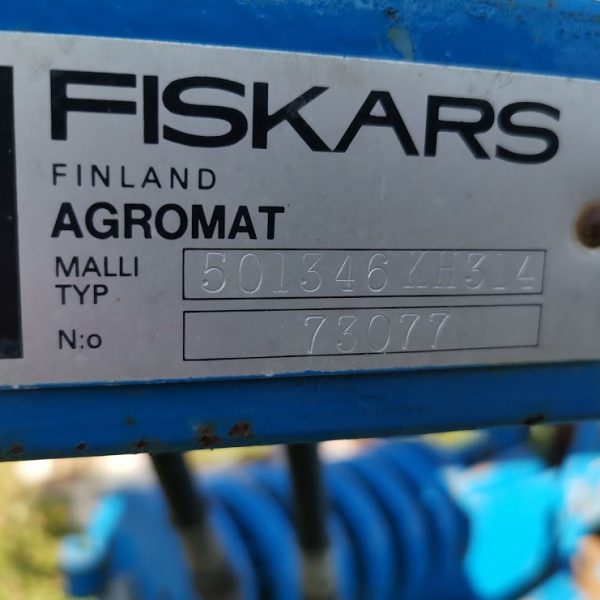 FISKARS
FINLAND
AGROMAT
MALLI 501346 KH314
TYP
N:o 73077